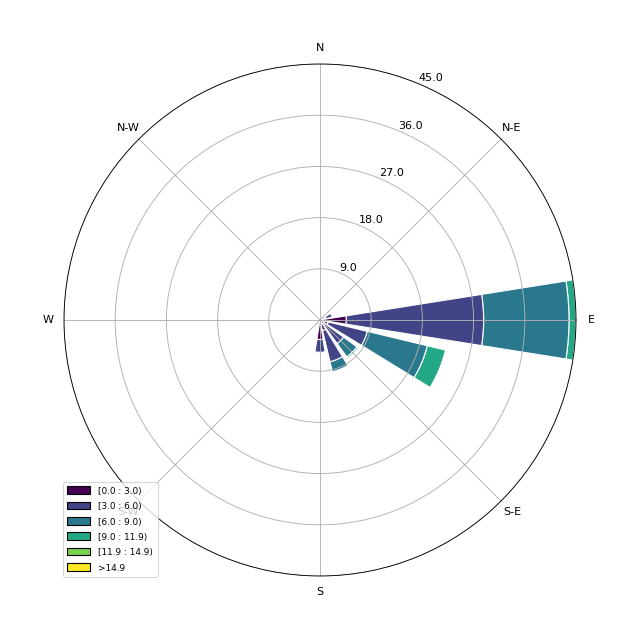 N
45.0
N-W
36.0
N-E
27.0
18.0
9.0
W
E
[0.0 : 3.0)
[3.0 : 6.0)
S-W
S-E
[6.0 : 9.0)
[9.0 : 11.9)
[11.9 : 14.9)
>14.9
S